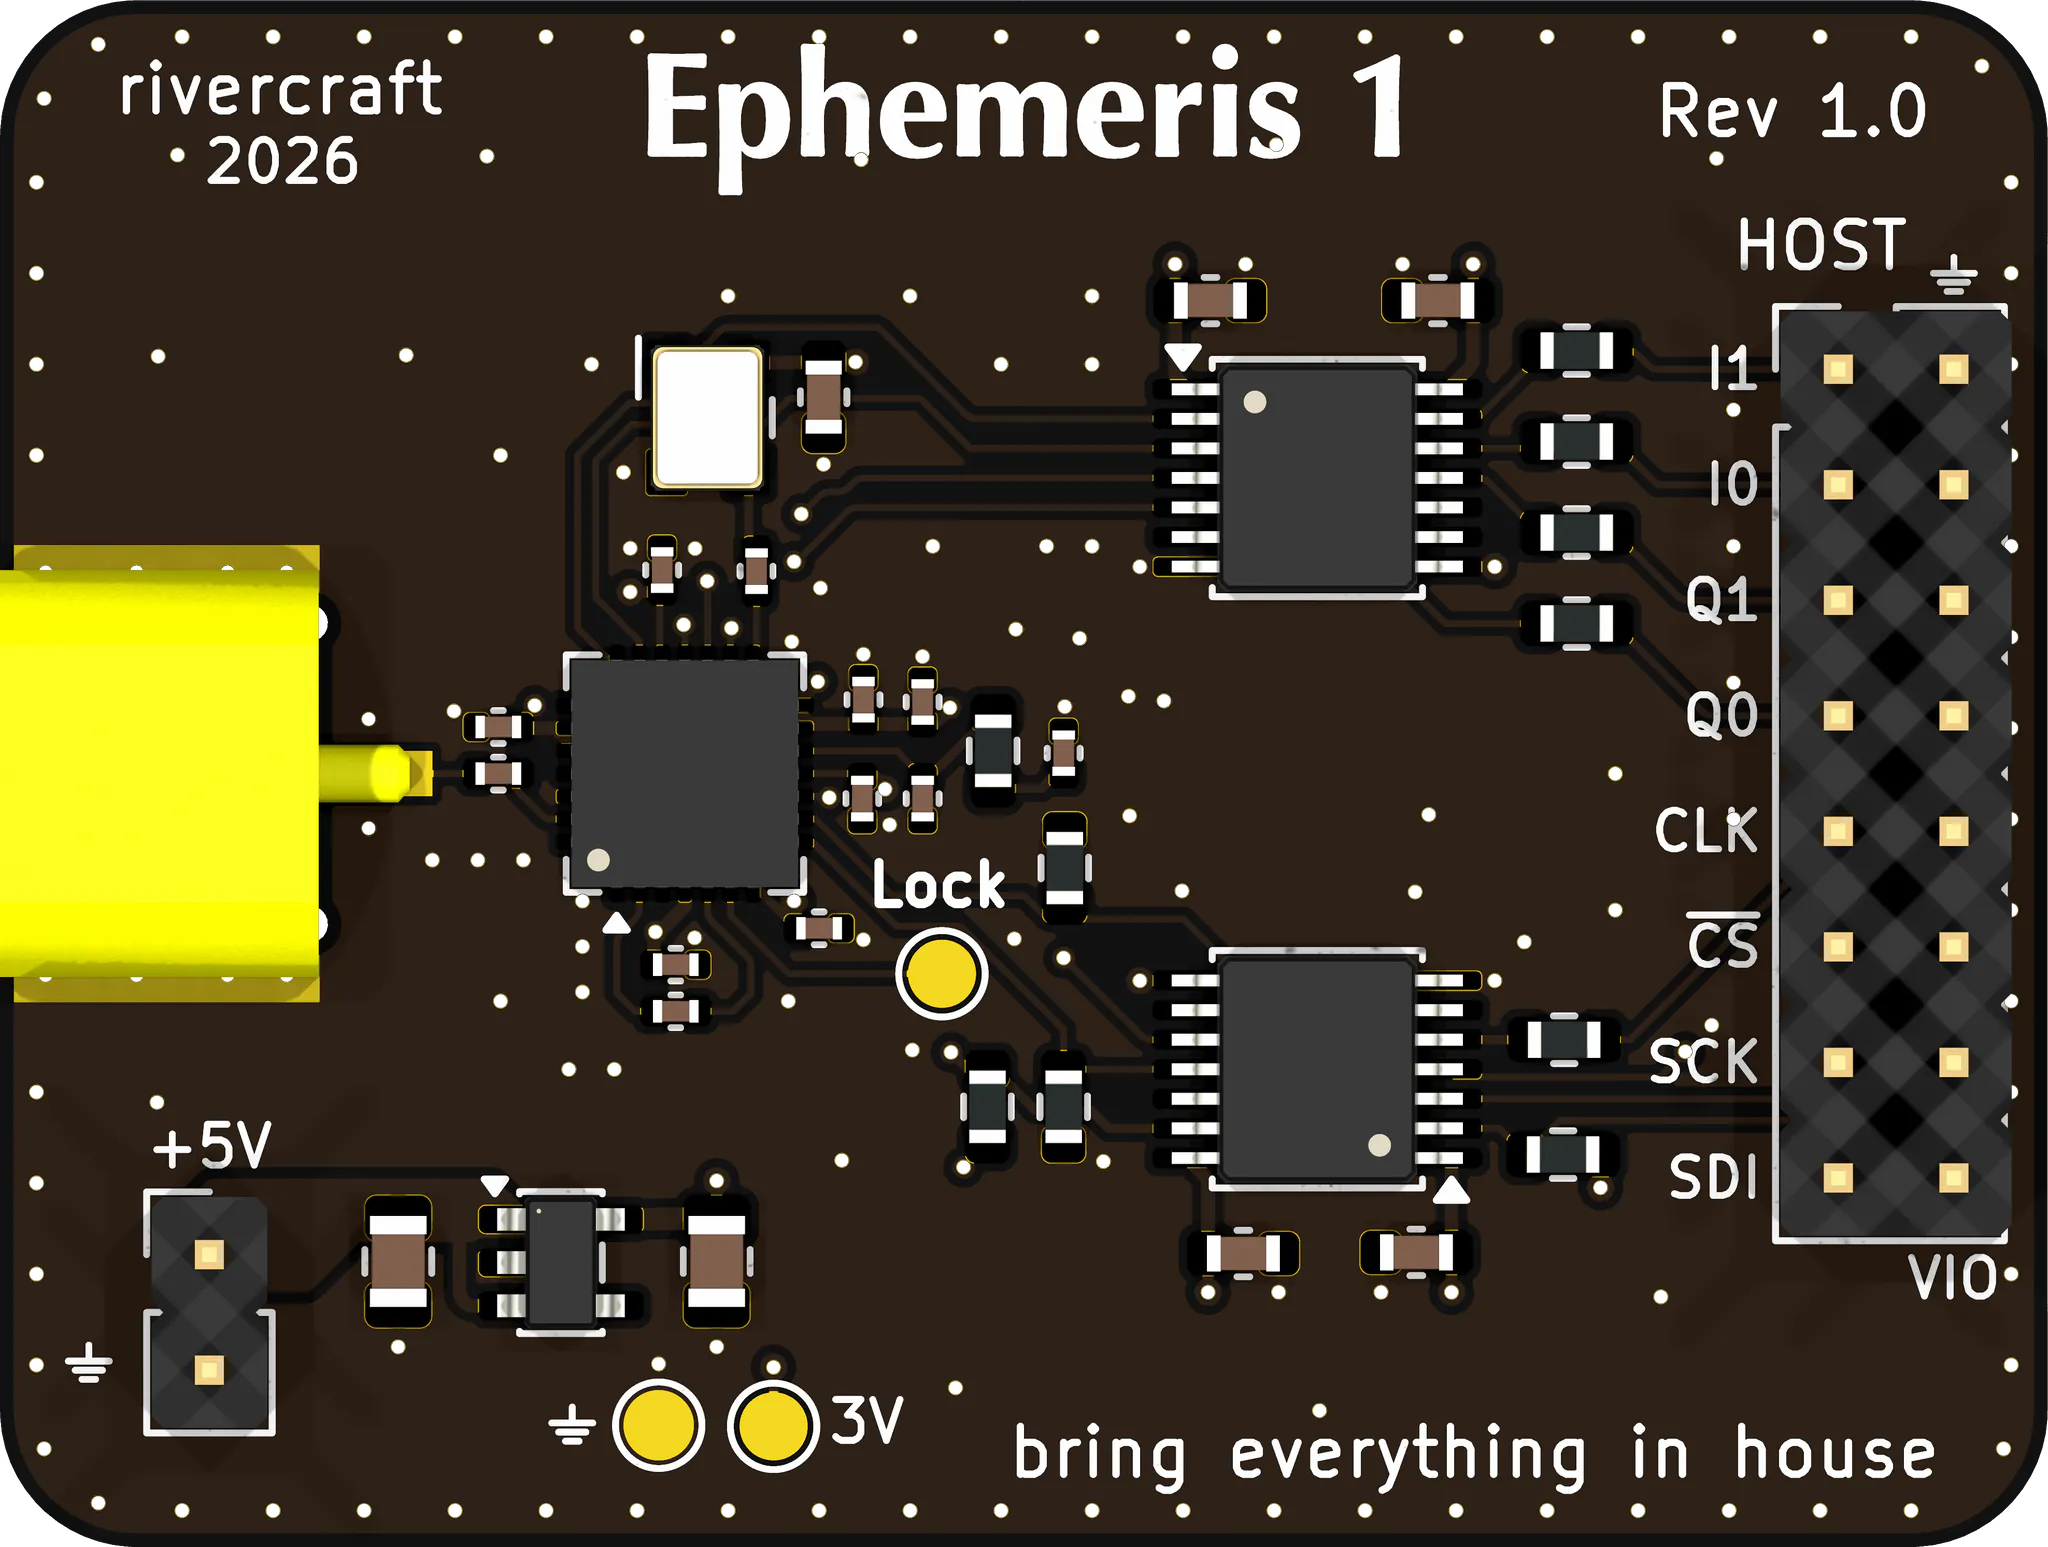 rivercraft
2026
Ephemeris 1
Rev 1.0
HOST
I1
I0
Q1
Q0
CLK
CS
SCK
SDI
VIO
Lock
+5V
3V
bring everything in house